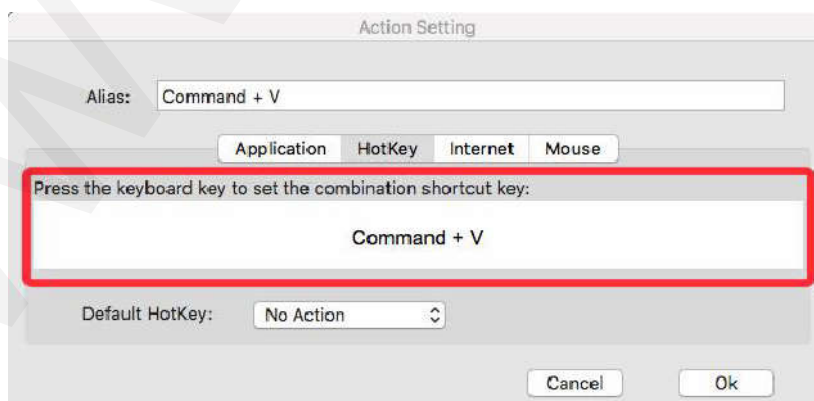 Action Setting
Alias: Command + V
Application HotKey Internet Mouse
Press the keyboard key to set the combination shortcut key:
Command + V
Default HotKey: No Action
Cancel Ok